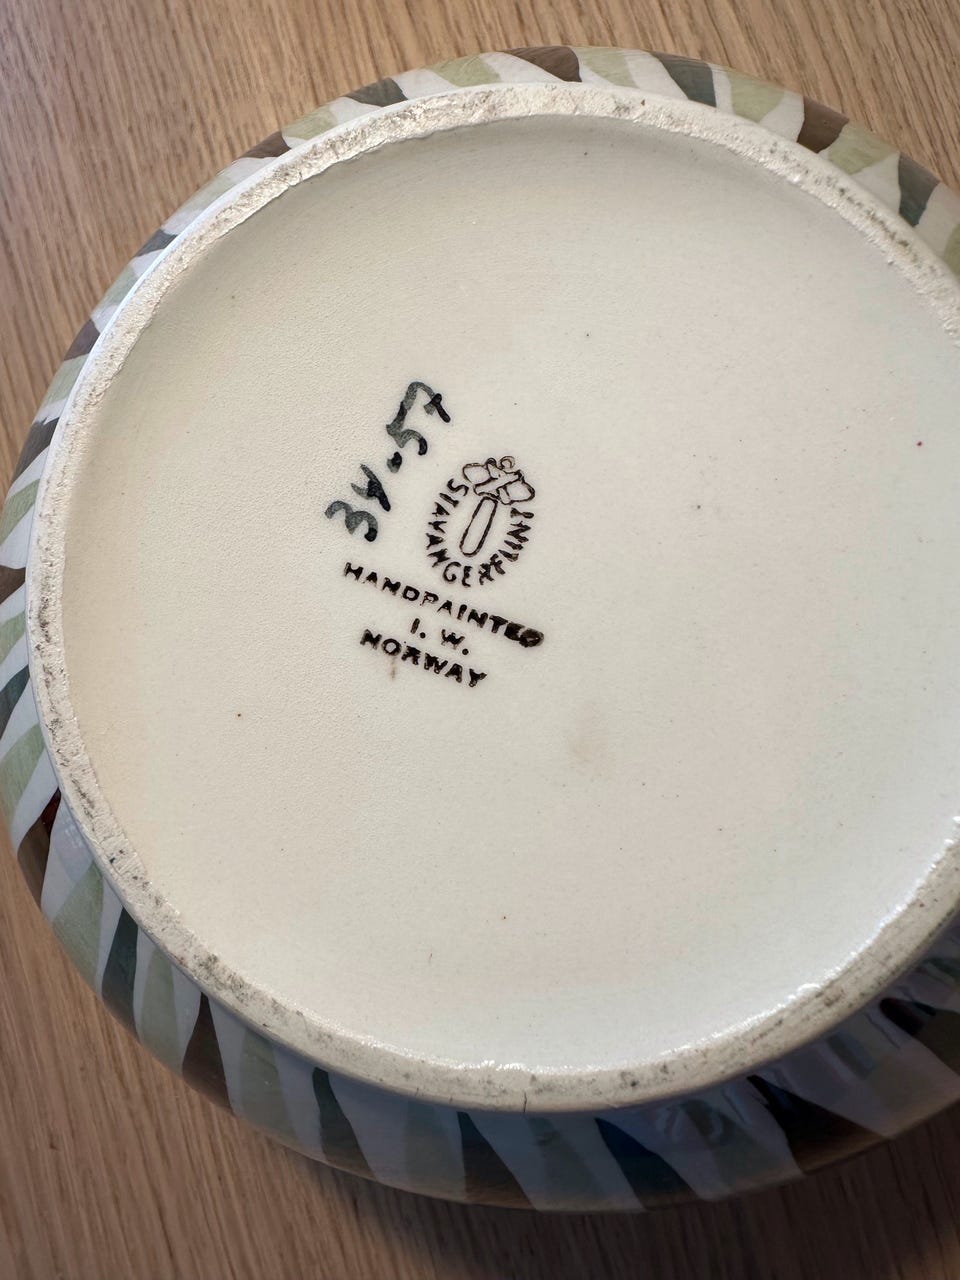 34-57
STAVANGERFLINT
HANDPAINTED
I. W.
NORWAY